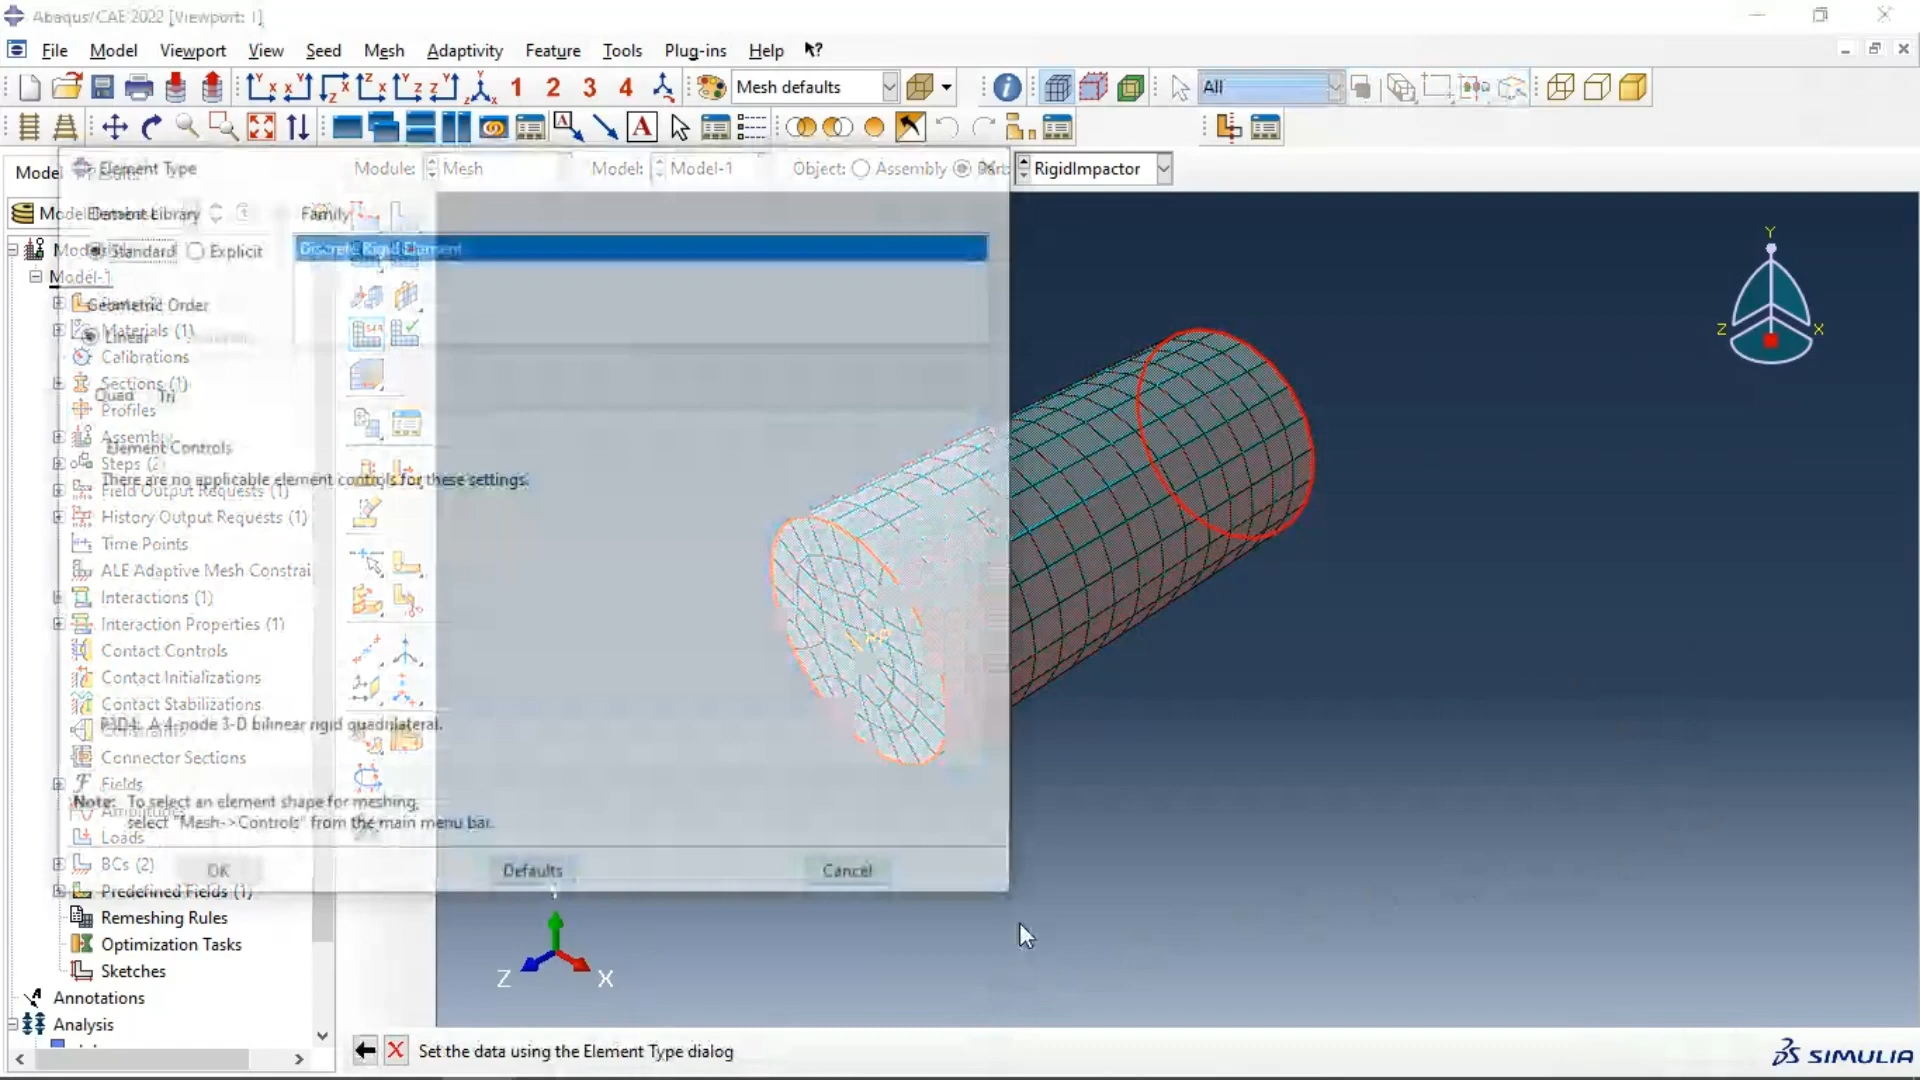 Abaqus/CAE 2022 [Viewport: 1]
File Model Viewport View Seed Mesh Adaptivity Feature Tools Plug-ins Help
1 2 3 4 Mesh defaults All
Element Type
Module: Mesh Model: Model-1 Object: Assembly Part: RigidImpactor
Element Library
Family
Standard Explicit
Discrete Rigid Element
Model-1
Geometric Order
Materials (1)
Linear
Calibrations
Sections (1)
Quad Tri
Profiles
Assembly
Element Controls
Steps (2)
There are no applicable element controls for these settings.
Field Output Requests (1)
History Output Requests (1)
Time Points
ALE Adaptive Mesh Constrai
Interactions (1)
Interaction Properties (1)
Contact Controls
Contact Initializations
Contact Stabilizations
R3D4: A 4-node 3-D bilinear rigid quadrilateral.
Connector Sections
Fields
Note: To select an element shape for meshing,
select "Mesh->Controls" from the main menu bar.
Loads
BCs (2)
OK Defaults Cancel
Predefined Fields (1)
Remeshing Rules
Optimization Tasks
Sketches
Annotations
Analysis
RP
Y
Z X
Z X
Set the data using the Element Type dialog
SIMULIA